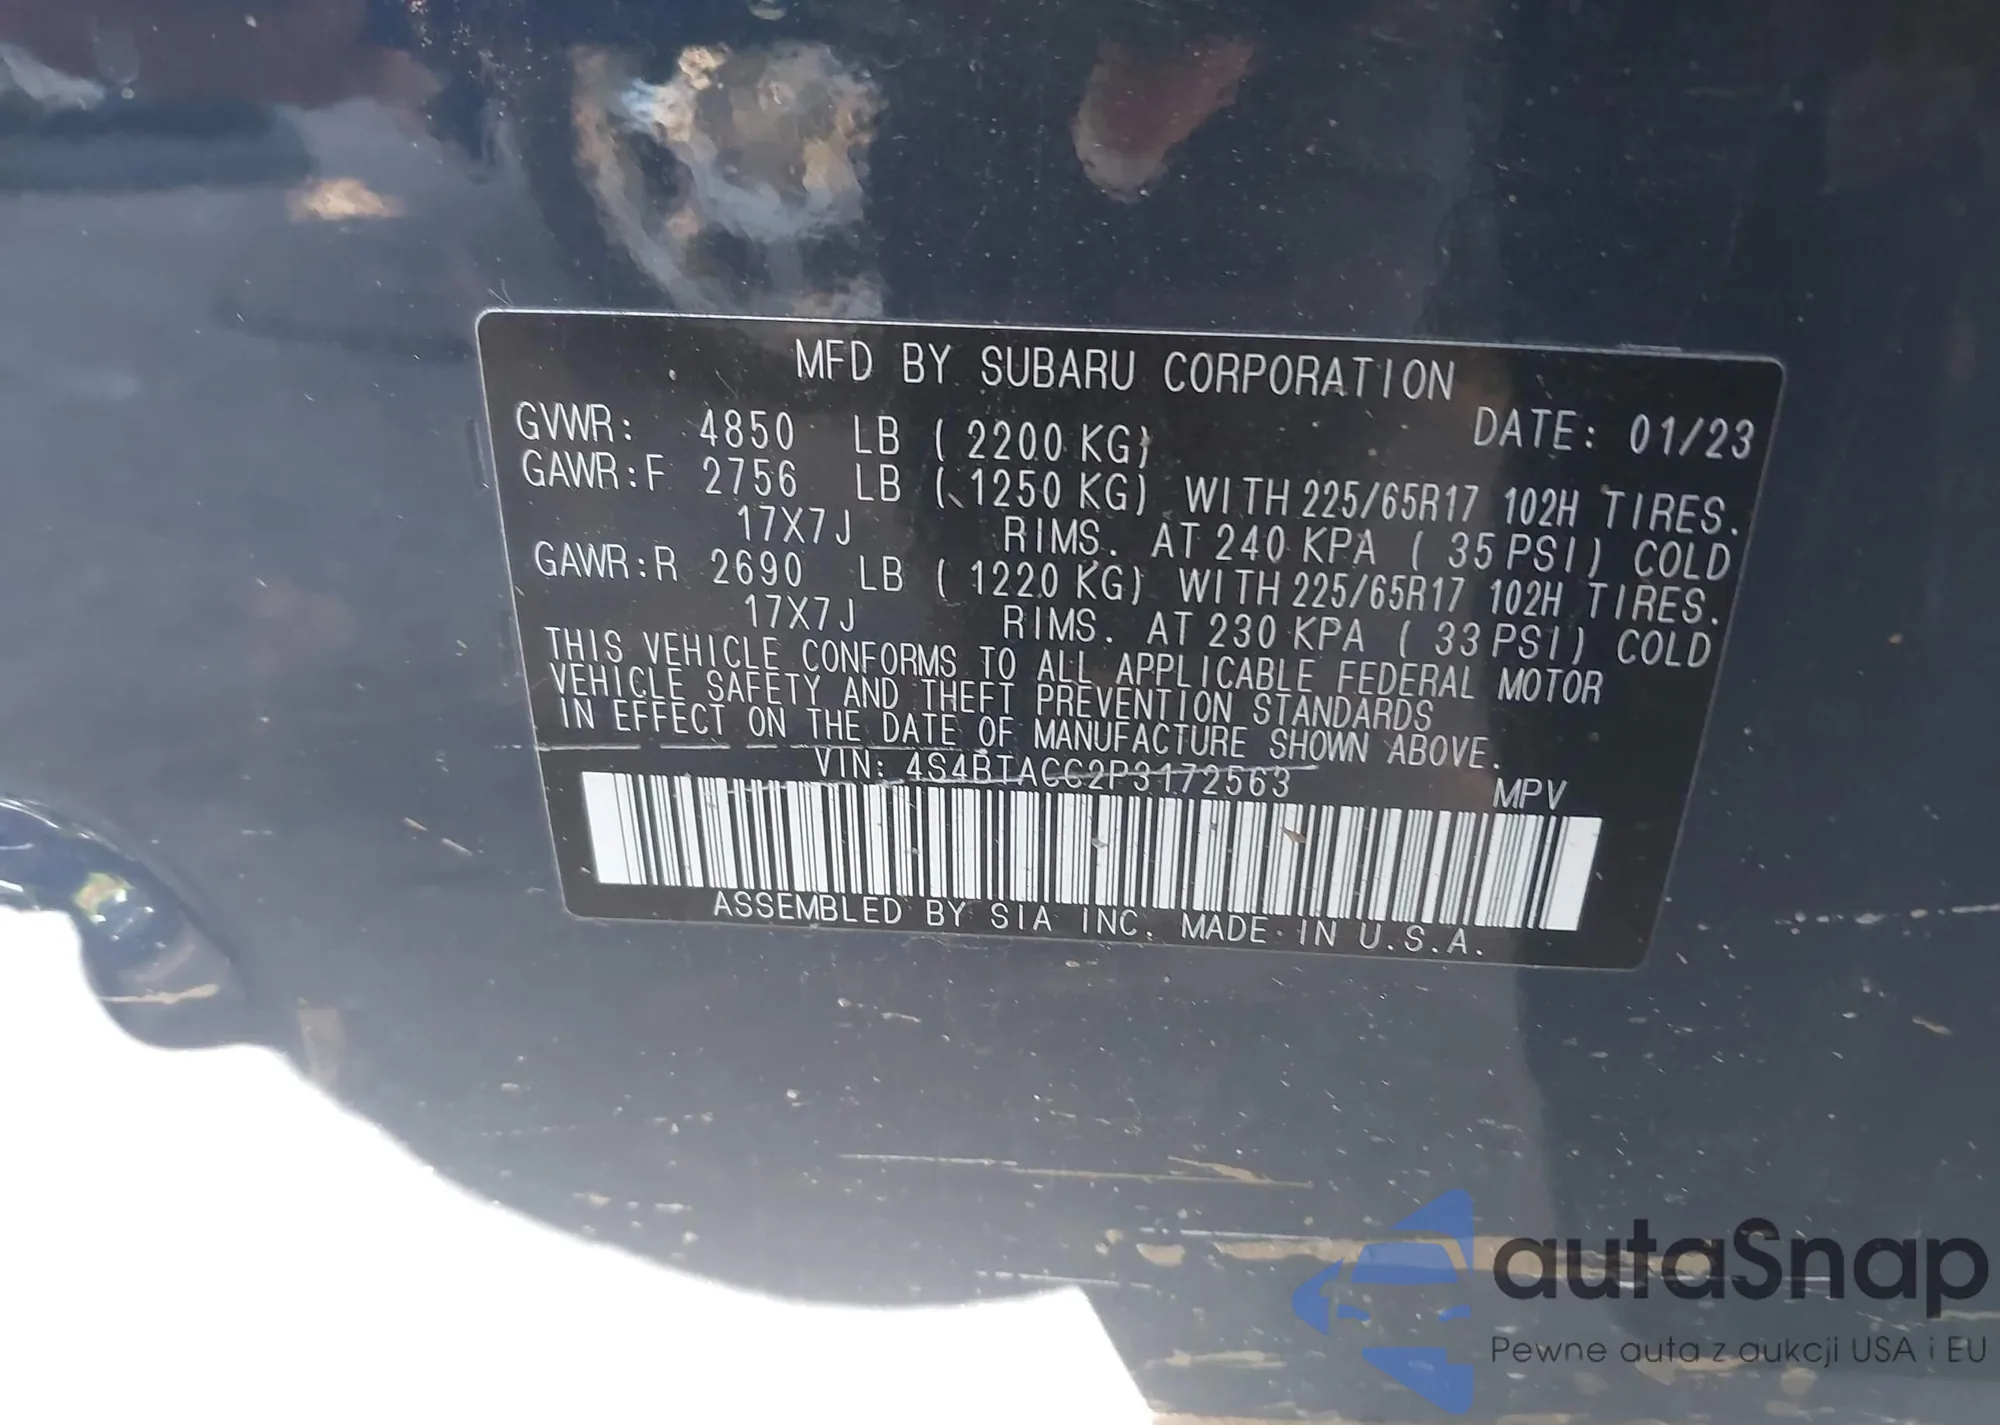 MFD BY SUBARU CORPORATION
GVWR: 4850 LB ( 2200 KG) DATE: 01/23
GAWR:F 2756 LB ( 1250 KG) WITH 225/65R17 102H TIRES.
17X7J RIMS. AT 240 KPA ( 35 PSI) COLD
GAWR:R 2690 LB ( 1220 KG) WITH 225/65R17 102H TIRES.
17X7J RIMS. AT 230 KPA ( 33 PSI) COLD
THIS VEHICLE CONFORMS TO ALL APPLICABLE FEDERAL MOTOR
VEHICLE SAFETY AND THEFT PREVENTION STANDARDS
IN EFFECT ON THE DATE OF MANUFACTURE SHOWN ABOVE.
VIN: 4S4BTACC2P3172563 MPV
ASSEMBLED BY SIA INC. MADE IN U.S.A.
autaSnap
Pewne auta z aukcji USA i EU